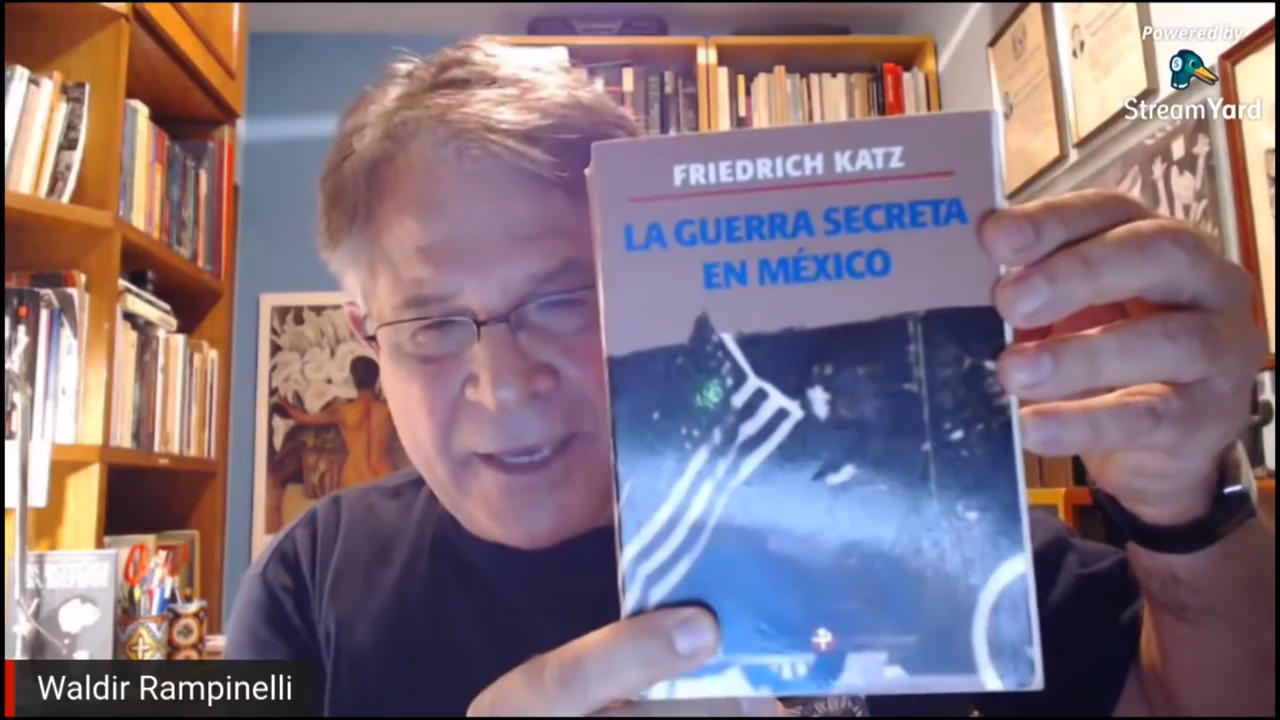 Powered by
StreamYard
FRIEDRICH KATZ
LA GUERRA SECRETA
EN MÉXICO
Waldir Rampinelli